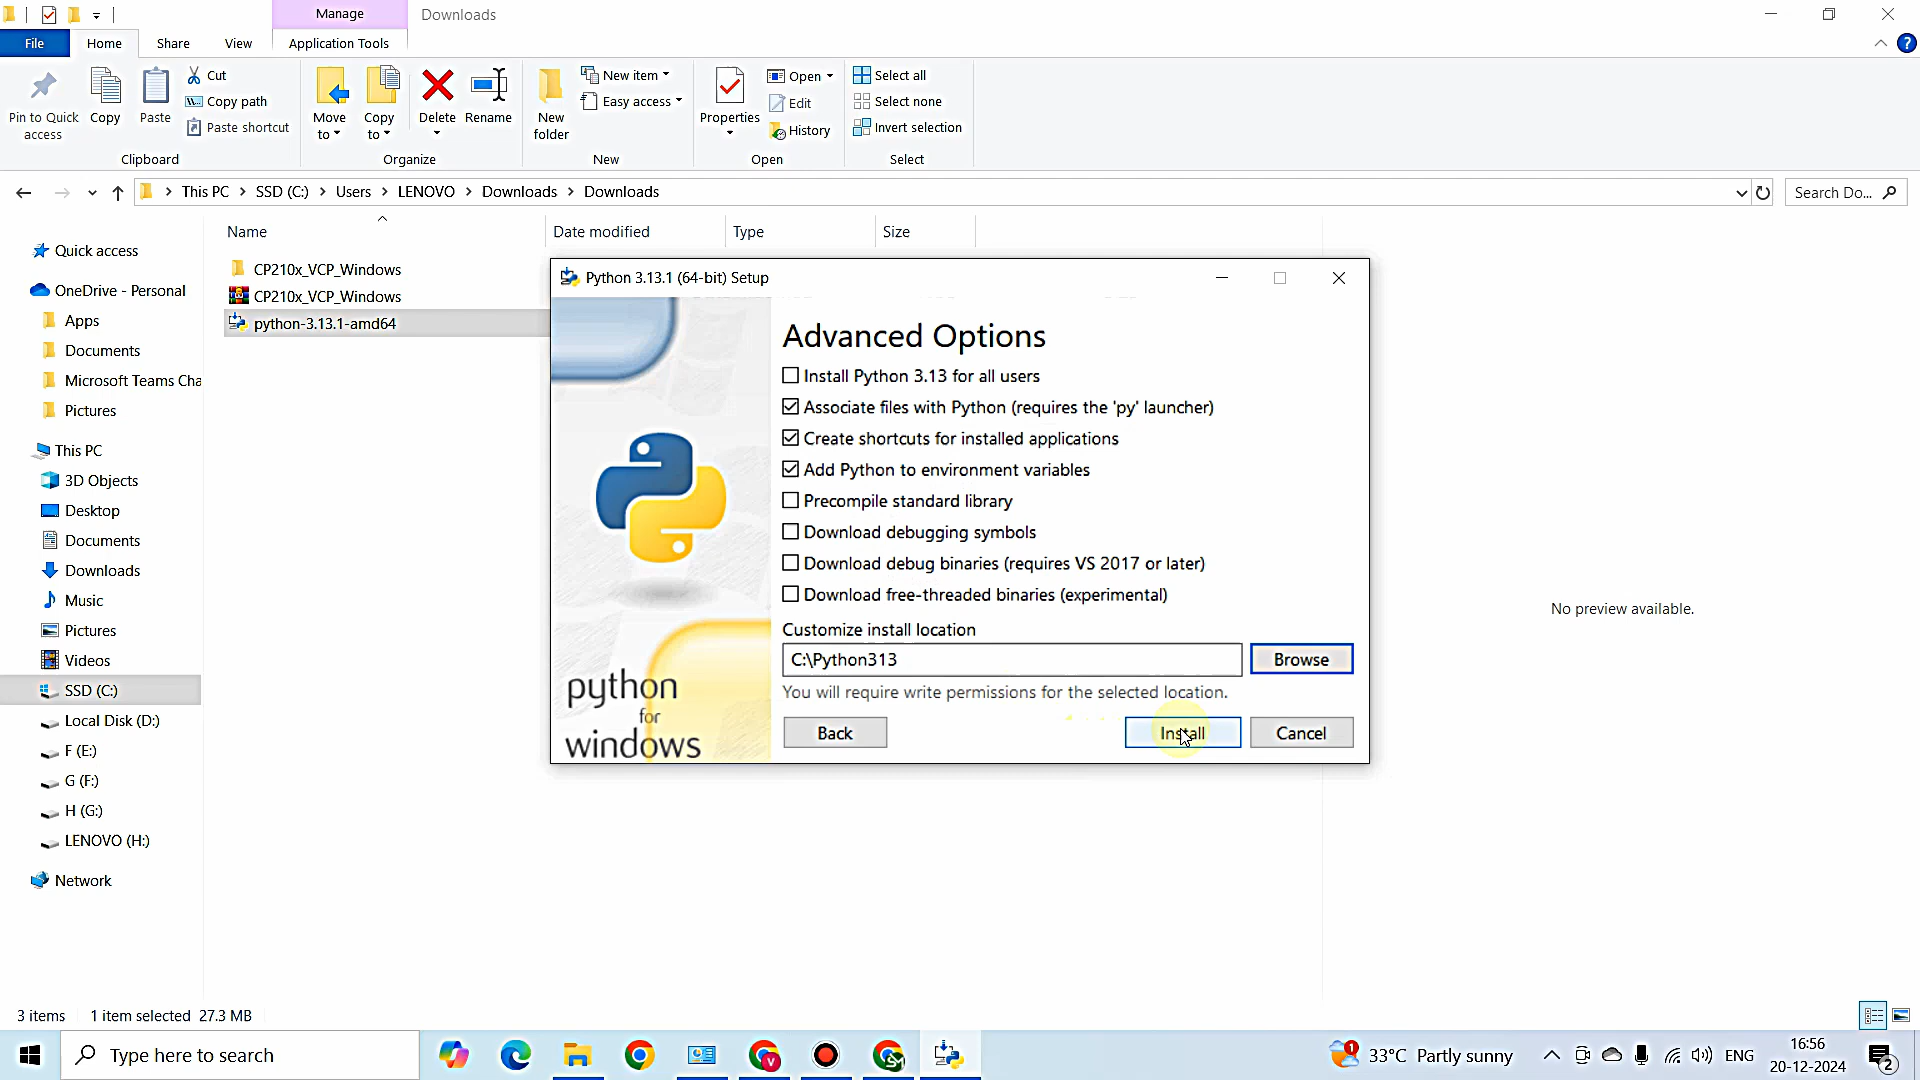 Manage
Downloads
File
Home
Share
View
Application Tools
Pin to Quick access
Copy
Paste
Cut
Copy path
Paste shortcut
Clipboard
Move to
Copy to
Delete
Rename
Organize
New folder
New item
Easy access
New
Properties
Open
Edit
History
Open
Select all
Select none
Invert selection
Select
This PC > SSD (C:) > Users > LENOVO > Downloads > Downloads
Search Do...
Name
Date modified
Type
Size
Quick access
OneDrive - Personal
Apps
Documents
Microsoft Teams Cha
Pictures
This PC
3D Objects
Desktop
Documents
Downloads
Music
Pictures
Videos
SSD (C:)
Local Disk (D:)
F (E:)
G (F:)
H (G:)
LENOVO (H:)
Network
CP210x_VCP_Windows
CP210x_VCP_Windows
python-3.13.1-amd64
Python 3.13.1 (64-bit) Setup
Advanced Options
Install Python 3.13 for all users
Associate files with Python (requires the 'py' launcher)
Create shortcuts for installed applications
Add Python to environment variables
Precompile standard library
Download debugging symbols
Download debug binaries (requires VS 2017 or later)
Download free-threaded binaries (experimental)
Customize install location
C:\Python313
Browse
You will require write permissions for the selected location.
Back
Install
Cancel
python
for
windows
No preview available.
3 items
1 item selected 27.3 MB
Type here to search
33°C Partly sunny
ENG
16:56
20-12-2024
2